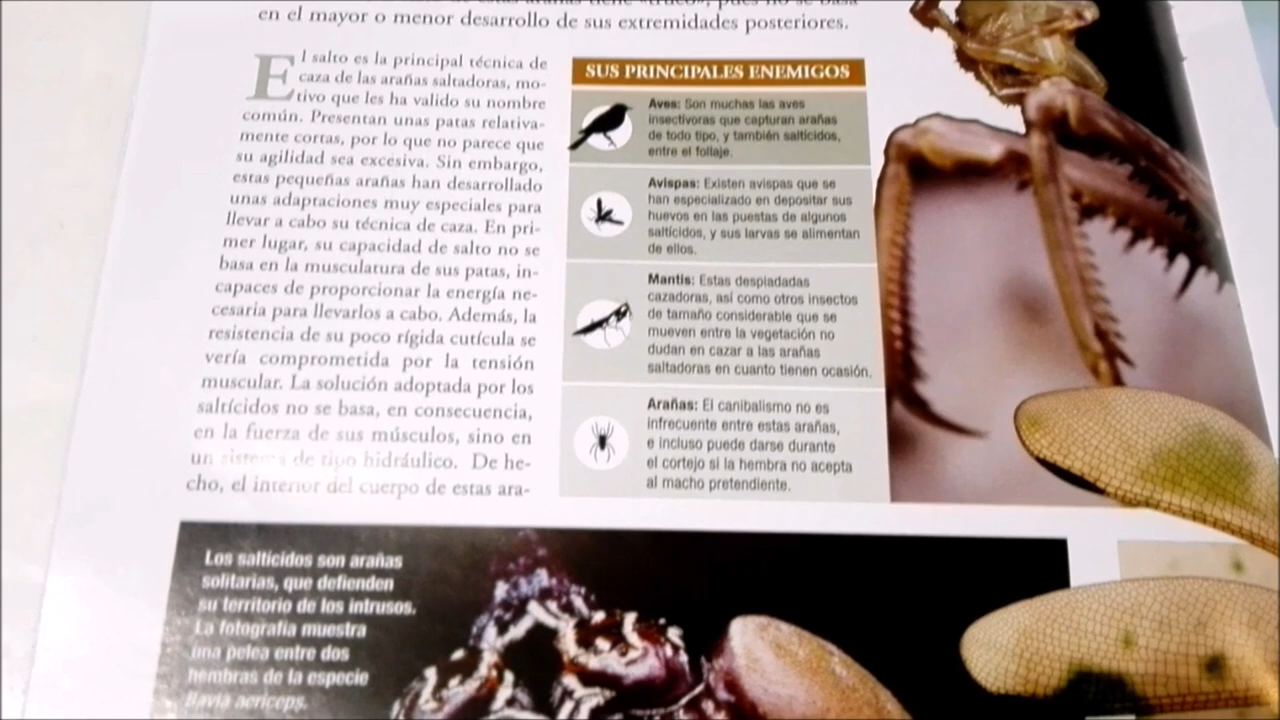 en el mayor o menor desarrollo de sus extremidades posteriores.
El salto es la principal técnica de
caza de las arañas saltadoras, mo-
tivo que les ha valido su nombre
común. Presentan unas patas relativa-
mente cortas, por lo que no parece que
su agilidad sea excesiva. Sin embargo,
estas pequeñas arañas han desarrollado
unas adaptaciones muy especiales para
llevar a cabo su técnica de caza. En pri-
mer lugar, su capacidad de salto no se
basa en la musculatura de sus patas, in-
capaces de proporcionar la energía ne-
cesaria para llevarlos a cabo. Además, la
resistencia de su poco rígida cutícula se
vería comprometida por la tensión
muscular. La solución adoptada por los
saltícidos no se basa, en consecuencia,
en la fuerza de sus músculos, sino en
un sistema de tipo hidráulico. De he-
cho, el interior del cuerpo de estas ara-
SUS PRINCIPALES ENEMIGOS
Aves: Son muchas las aves
insectívoras que capturan arañas
de todo tipo, y también saltícidos,
entre el follaje.
Avispas: Existen avispas que se
han especializado en depositar sus
huevos en las puestas de algunos
saltícidos, y sus larvas se alimentan
de ellos.
Mantis: Estas despiadadas
cazadoras, así como otros insectos
de tamaño considerable que se
mueven entre la vegetación no
dudan en cazar a las arañas
saltadoras en cuanto tienen ocasión.
Arañas: El canibalismo no es
infrecuente entre estas arañas,
e incluso puede darse durante
el cortejo si la hembra no acepta
al macho pretendiente.
Los saltícidos son arañas
solitarias, que defienden
su territorio de los intrusos.
La fotografía muestra
una pelea entre dos
hembras de la especie